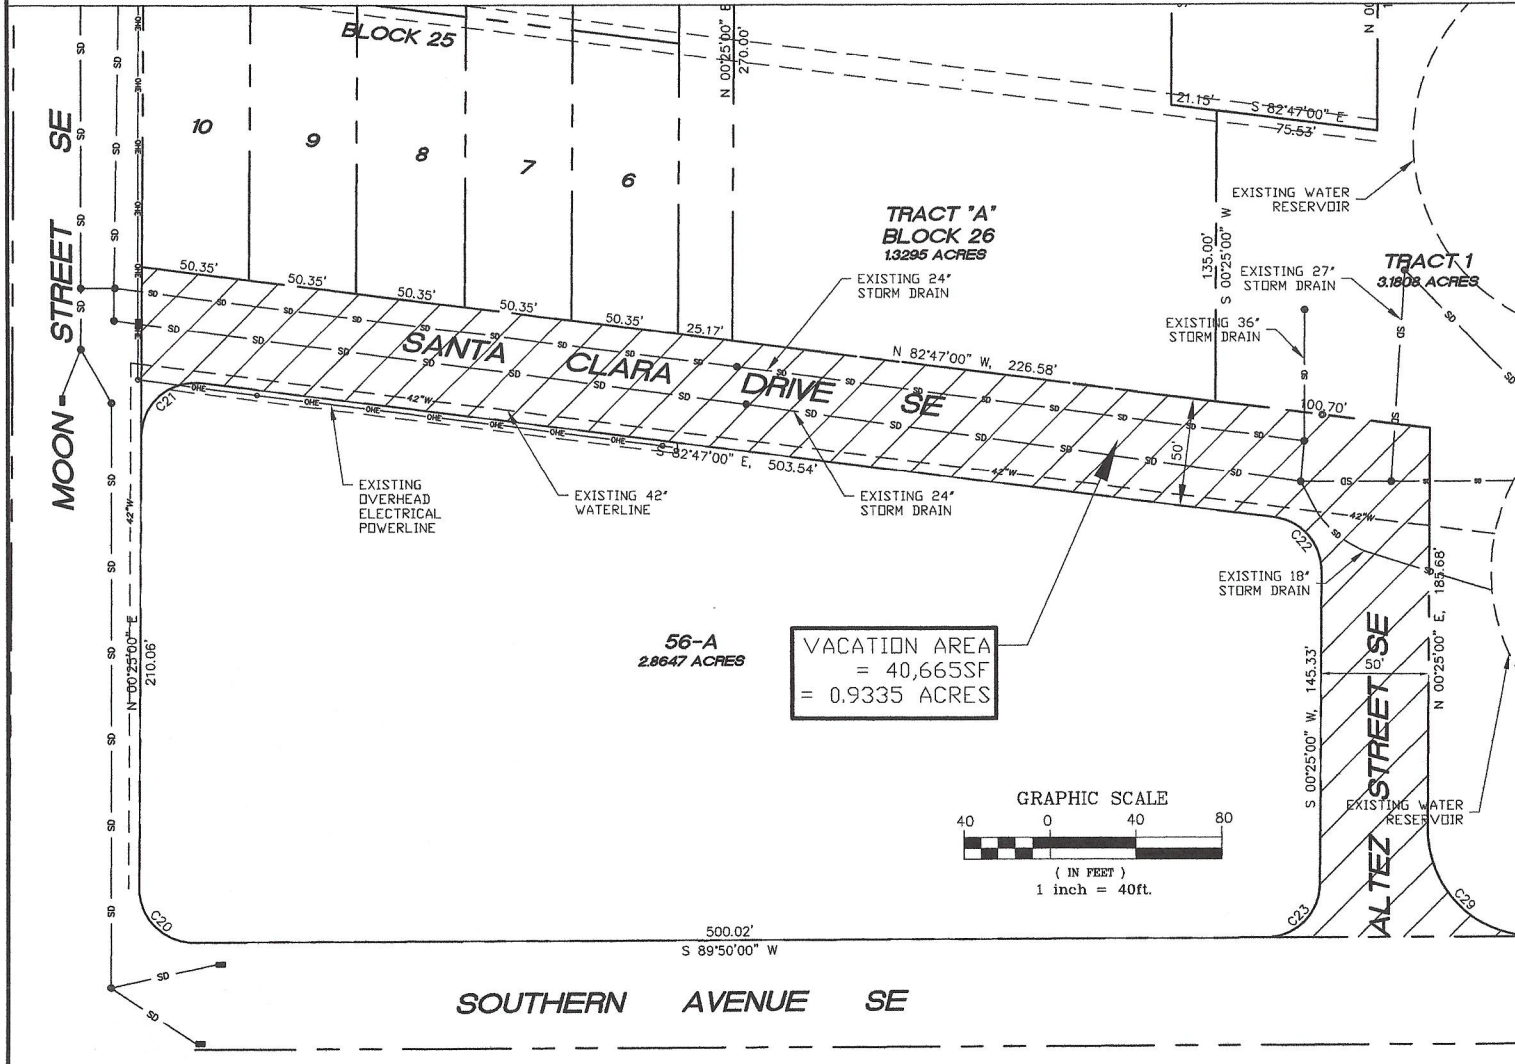 BLOCK 25
N 00°25'00" E
270.00'
21.15'
S 82°47'00" E
75.53'
10
9
8
7
6
MOON STREET SE
SD
OHE
EXISTING WATER
RESERVOIR
TRACT "A"
BLOCK 26
1.3295 ACRES
135.00'
S 00°25'00" W
TRACT 1
3.1808 ACRES
EXISTING 24"
STORM DRAIN
EXISTING 27"
STORM DRAIN
EXISTING 36"
STORM DRAIN
50.35'
50.35'
50.35'
50.35'
50.35'
25.17'
N 82°47'00" W, 226.58'
100.70'
SANTA CLARA DRIVE SE
C21
42"W
S 82°47'00" E, 503.54'
42"W
50'
42"W
EXISTING
OVERHEAD
ELECTRICAL
POWERLINE
EXISTING 42"
WATERLINE
EXISTING 24"
STORM DRAIN
42"W
C22
EXISTING 18"
STORM DRAIN
N 00°25'00" E
210.06'
56-A
2.8647 ACRES
VACATION AREA
= 40,665SF
= 0.9335 ACRES
S 00°25'00" W, 145.33'
50'
N 00°25'00" E, 185.68'
ALTEZ STREET SE
EXISTING WATER
RESERVOIR
GRAPHIC SCALE
40 0 40 80
( IN FEET )
1 inch = 40ft.
C20
C23
C29
500.02'
S 89°50'00" W
SOUTHERN AVENUE SE